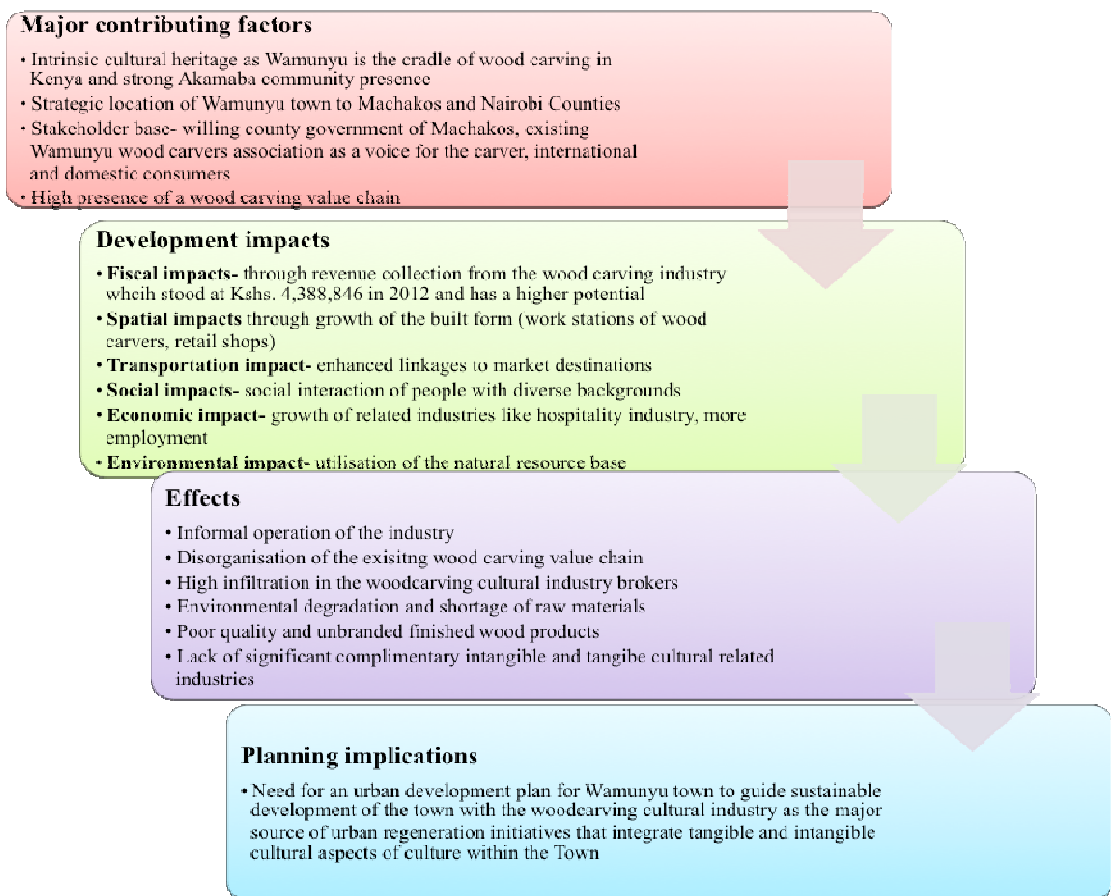 Major contributing factors
• Intrinsic cultural heritage as Wamunyu is the cradle of wood carving in
Kenya and strong Akamaba community presence
• Strategic location of Wamunyu town to Machakos and Nairobi Counties
• Stakeholder base- willing county government of Machakos, existing
Wamunyu wood carvers association as a voice for the carver, international
and domestic consumers
• High presence of a wood carving value chain
Development impacts
• Fiscal impacts- through revenue collection from the wood carving industry
whcih stood at Kshs. 4,388,846 in 2012 and has a higher potential
• Spatial impacts through growth of the built form (work stations of wood
carvers, retail shops)
• Transportation impact- enhanced linkages to market destinations
• Social impacts- social interaction of people with diverse backgrounds
• Economic impact- growth of related industries like hospitality industry, more
employment
• Environmental impact- utilisation of the natural resource base
Effects
• Informal operation of the industry
• Disorganisation of the exisitng wood carving value chain
• High infiltration in the woodcarving cultural industry brokers
• Environmental degradation and shortage of raw materials
• Poor quality and unbranded finished wood products
• Lack of significant complimentary intangible and tangibe cultural related
industries
Planning implications
• Need for an urban development plan for Wamunyu town to guide sustainable
development of the town with the woodcarving cultural industry as the major
source of urban regeneration initiatives that integrate tangible and intangible
cultural aspects of culture within the Town